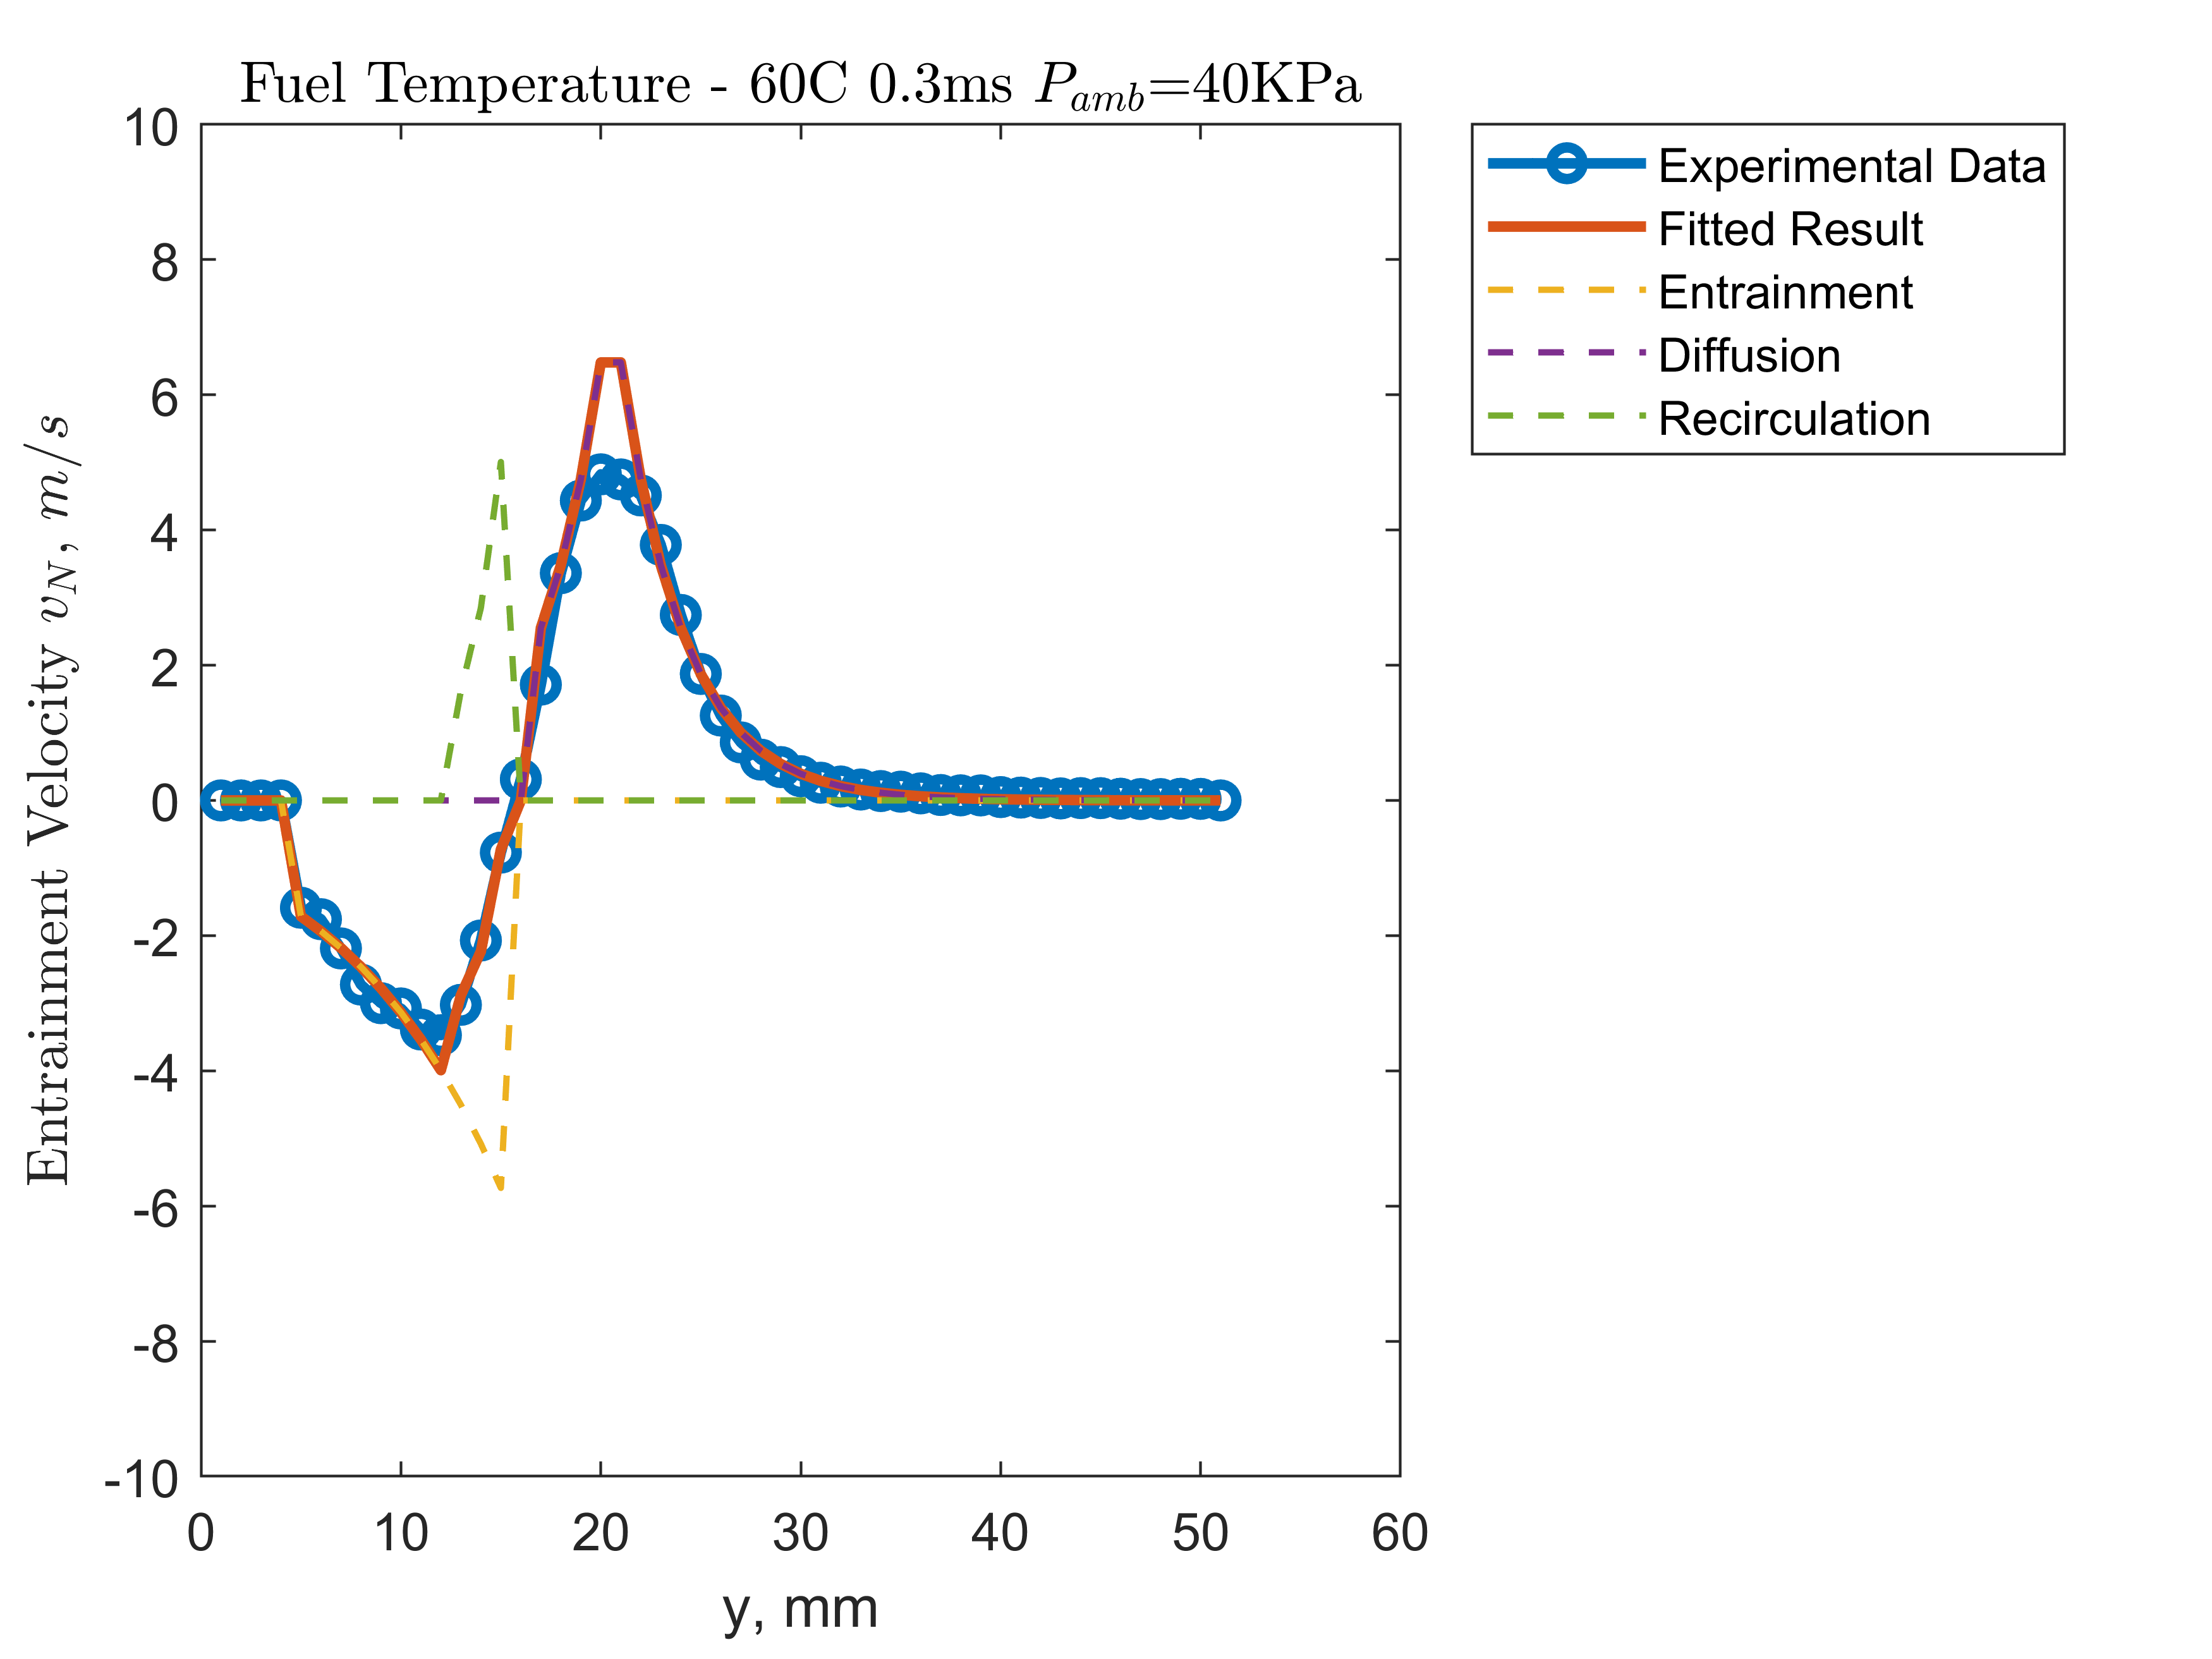 Fuel Temperature - 60C 0.3ms P_amb=40KPa
Entrainment Velocity v_N, m/s
10
8
6
4
2
0
-2
-4
-6
-8
-10
0 10 20 30 40 50 60
y, mm
Experimental Data
Fitted Result
Entrainment
Diffusion
Recirculation